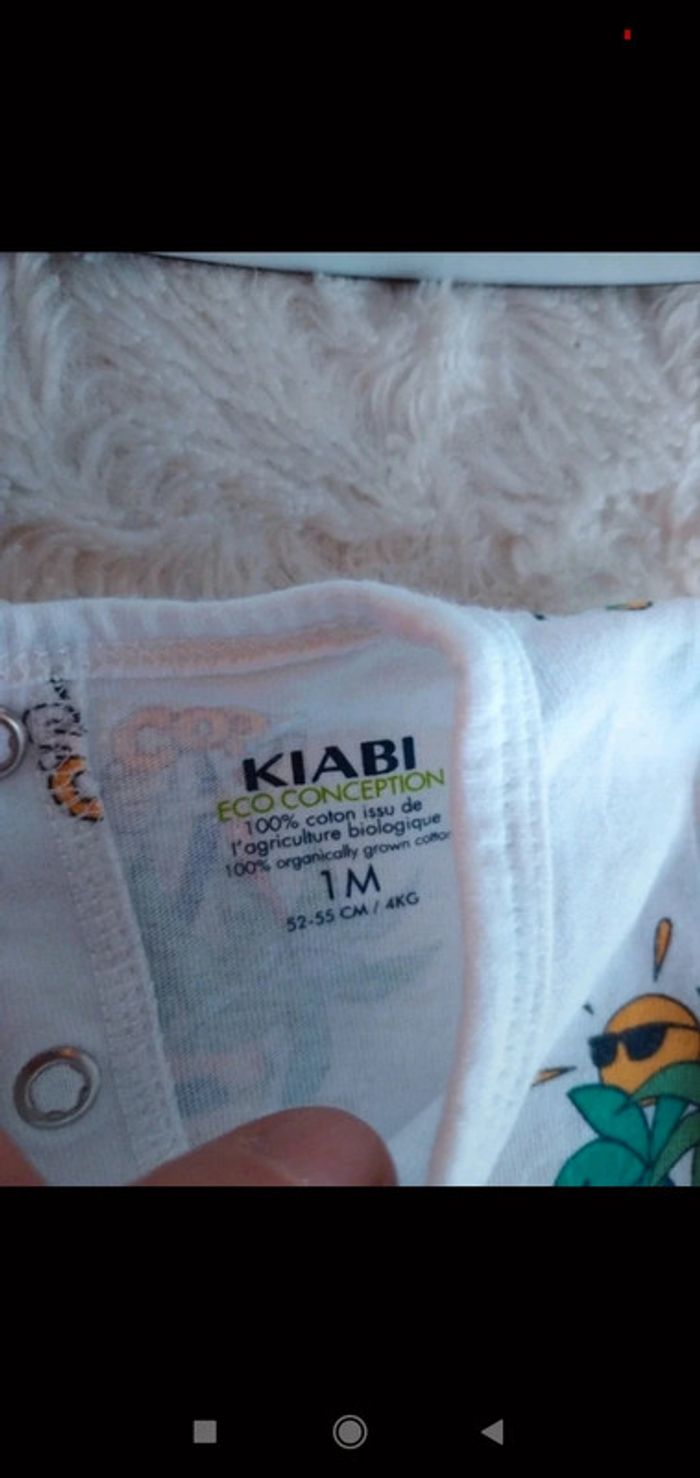 KIABI
ECO CONCEPTION
100% coton issu de
l'agriculture biologique
100% organically grown cotton
1M
52-55 CM / 4KG